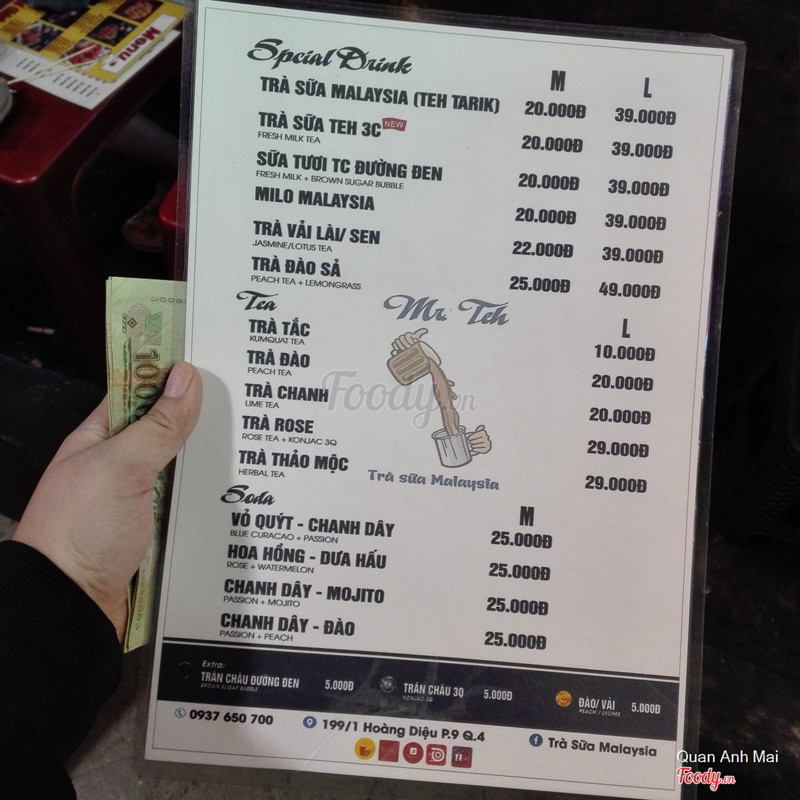 Menu
Spcial Drink
M L
TRÀ SỮA MALAYSIA (TEH TARIK) 20.000Đ 39.000Đ
TRÀ SỮA TEH 3C NEW 20.000Đ 39.000Đ
FRESH MILK TEA
SỮA TƯƠI TC ĐƯỜNG ĐEN 20.000Đ 39.000Đ
FRESH MILK + BROWN SUGAR BUBBLE
MILO MALAYSIA 20.000Đ 39.000Đ
TRÀ VẢI LÀI/ SEN 22.000Đ 39.000Đ
JASMINE/LOTUS TEA
TRÀ ĐÀO SẢ 25.000Đ 49.000Đ
PEACH TEA + LEMONGRASS
Tea Mr. Teh L
TRÀ TẮC 10.000Đ
KUMQUAT TEA
TRÀ ĐÀO 20.000Đ
PEACH TEA
TRÀ CHANH 20.000Đ
LIME TEA
TRÀ ROSE 29.000Đ
ROSE TEA + KONJAC 3Q
TRÀ THẢO MỘC 29.000Đ
HERBAL TEA
Trà sữa Malaysia
Foody.vn
Soda M
VỎ QUÝT - CHANH DÂY 25.000Đ
BLUE CURACAO + PASSION
HOA HỒNG - DƯA HẤU 25.000Đ
ROSE + WATERMELON
CHANH DÂY - MOJITO 25.000Đ
PASSION + MOJITO
CHANH DÂY - ĐÀO 25.000Đ
PASSION + PEACH
Extra:
TRÂN CHÂU ĐƯỜNG ĐEN 5.000Đ TRÂN CHÂU 3Q 5.000Đ ĐÀO/ VẢI 5.000Đ
BROWN SUGAR BUBBLE KONJAC 3Q PEACH / LYCHEE
0937 650 700 199/1 Hoàng Diệu P.9 Q.4 Trà Sữa Malaysia
100
Quan Anh Mai
Foody.vn